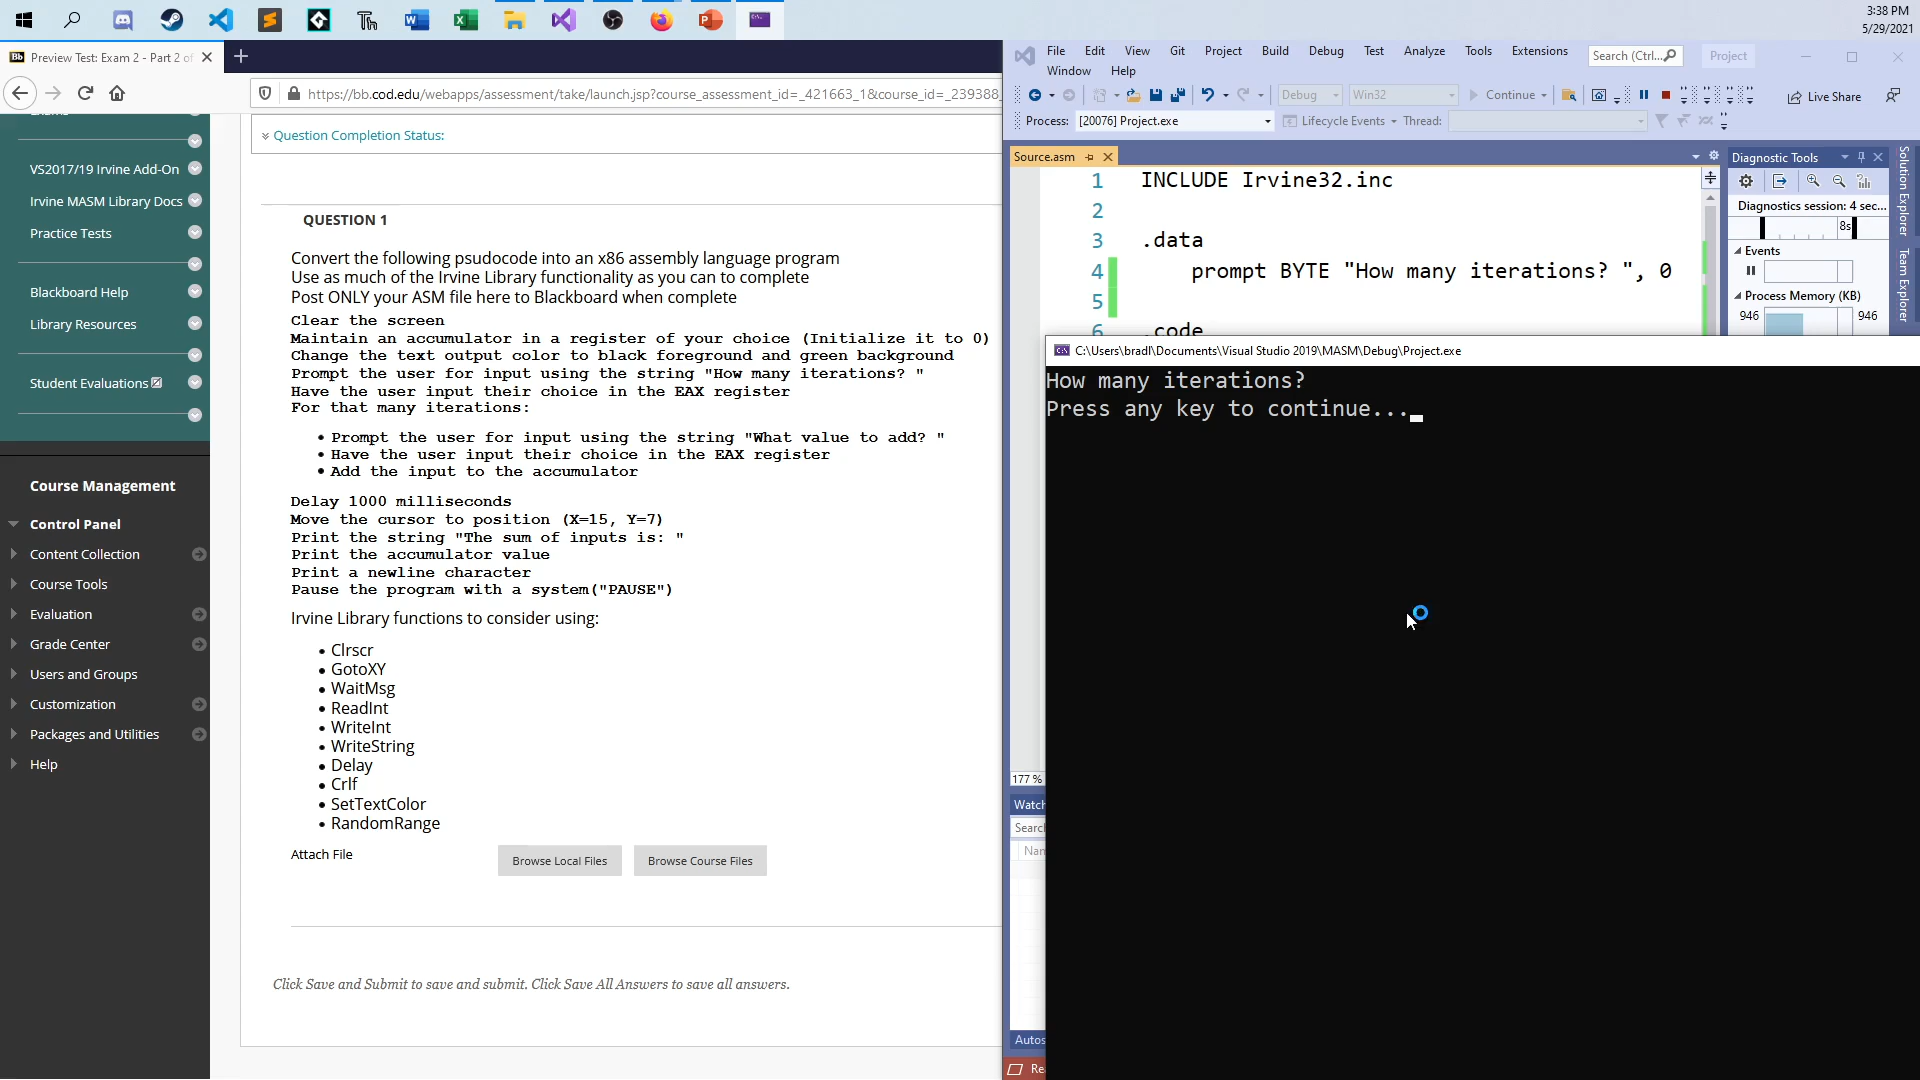 3:38 PM
5/29/2021
Preview Test: Exam 2 - Part 2 of
https://bb.cod.edu/webapps/assessment/take/launch.jsp?course_assessment_id=_421663_1&course_id=_239388_
VS2017/19 Irvine Add-On
Irvine MASM Library Docs
Practice Tests
Blackboard Help
Library Resources
Student Evaluations
Course Management
Control Panel
Content Collection
Course Tools
Evaluation
Grade Center
Users and Groups
Customization
Packages and Utilities
Help
Question Completion Status:
QUESTION 1
Convert the following psudocode into an x86 assembly language program
Use as much of the Irvine Library functionality as you can to complete
Post ONLY your ASM file here to Blackboard when complete
Clear the screen
Maintain an accumulator in a register of your choice (Initialize it to 0)
Change the text output color to black foreground and green background
Prompt the user for input using the string "How many iterations? "
Have the user input their choice in the EAX register
For that many iterations:
• Prompt the user for input using the string "What value to add? "
• Have the user input their choice in the EAX register
• Add the input to the accumulator
Delay 1000 milliseconds
Move the cursor to position (X=15, Y=7)
Print the string "The sum of inputs is: "
Print the accumulator value
Print a newline character
Pause the program with a system("PAUSE")
Irvine Library functions to consider using:
• Clrscr
• GotoXY
• WaitMsg
• ReadInt
• WriteInt
• WriteString
• Delay
• Crlf
• SetTextColor
• RandomRange
Attach File
Browse Local Files
Browse Course Files
Click Save and Submit to save and submit. Click Save All Answers to save all answers.
File Edit View Git Project Build Debug Test Analyze Tools Extensions
Search (Ctrl...
Project
Window Help
Debug
Win32
Continue
Live Share
Process: [20076] Project.exe
Lifecycle Events
Thread:
Source.asm
1 INCLUDE Irvine32.inc
2
3 .data
4 prompt BYTE "How many iterations? ", 0
5
6 .code
Diagnostic Tools
Diagnostics session: 4 sec...
8s
Events
Process Memory (KB)
946
946
Solution Explorer
Team Explorer
C:\Users\bradl\Documents\Visual Studio 2019\MASM\Debug\Project.exe
How many iterations?
Press any key to continue...
177 %
Watch
Searc
Nan
Autos
Re